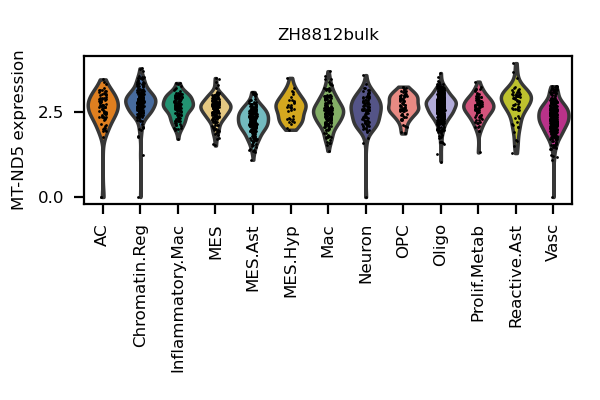 ZH8812bulk
MT-ND5 expression
2.5
0.0
AC
Chromatin.Reg
Inflammatory.Mac
MES
MES.Ast
MES.Hyp
Mac
Neuron
OPC
Oligo
Prolif.Metab
Reactive.Ast
Vasc